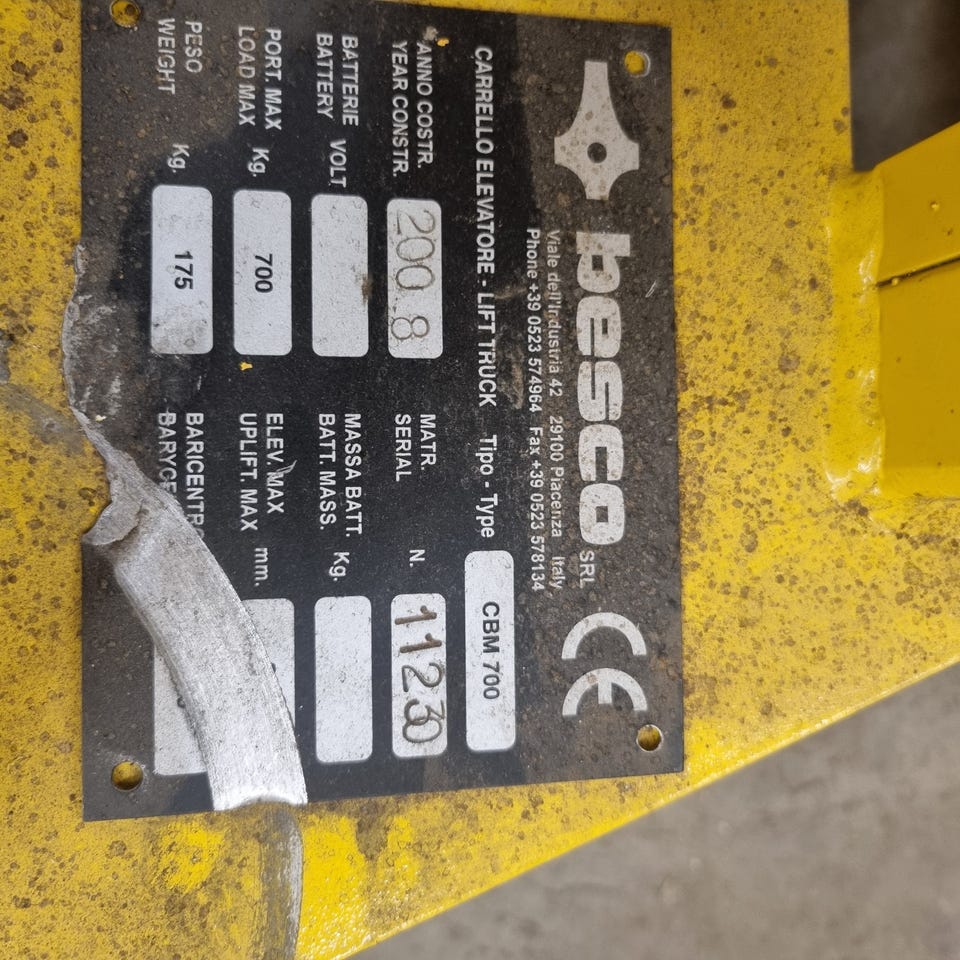 besco SRL CE
Viale dell'Industria 42 29100 Piacenza Italy
Phone +39 0523 574964 Fax +39 0523 578134
CARRELLO ELEVATORE - LIFT TRUCK Tipo - Type CBM 700
ANNO COSTR. 2008 MATR. N. 11230
YEAR CONSTR. SERIAL
BATTERIE VOLT MASSA BATT. Kg.
BATTERY BATT. MASS.
PORT. MAX Kg. 700 ELEV. MAX mm.
LOAD MAX UPLIFT. MAX
PESO Kg. 175
WEIGHT